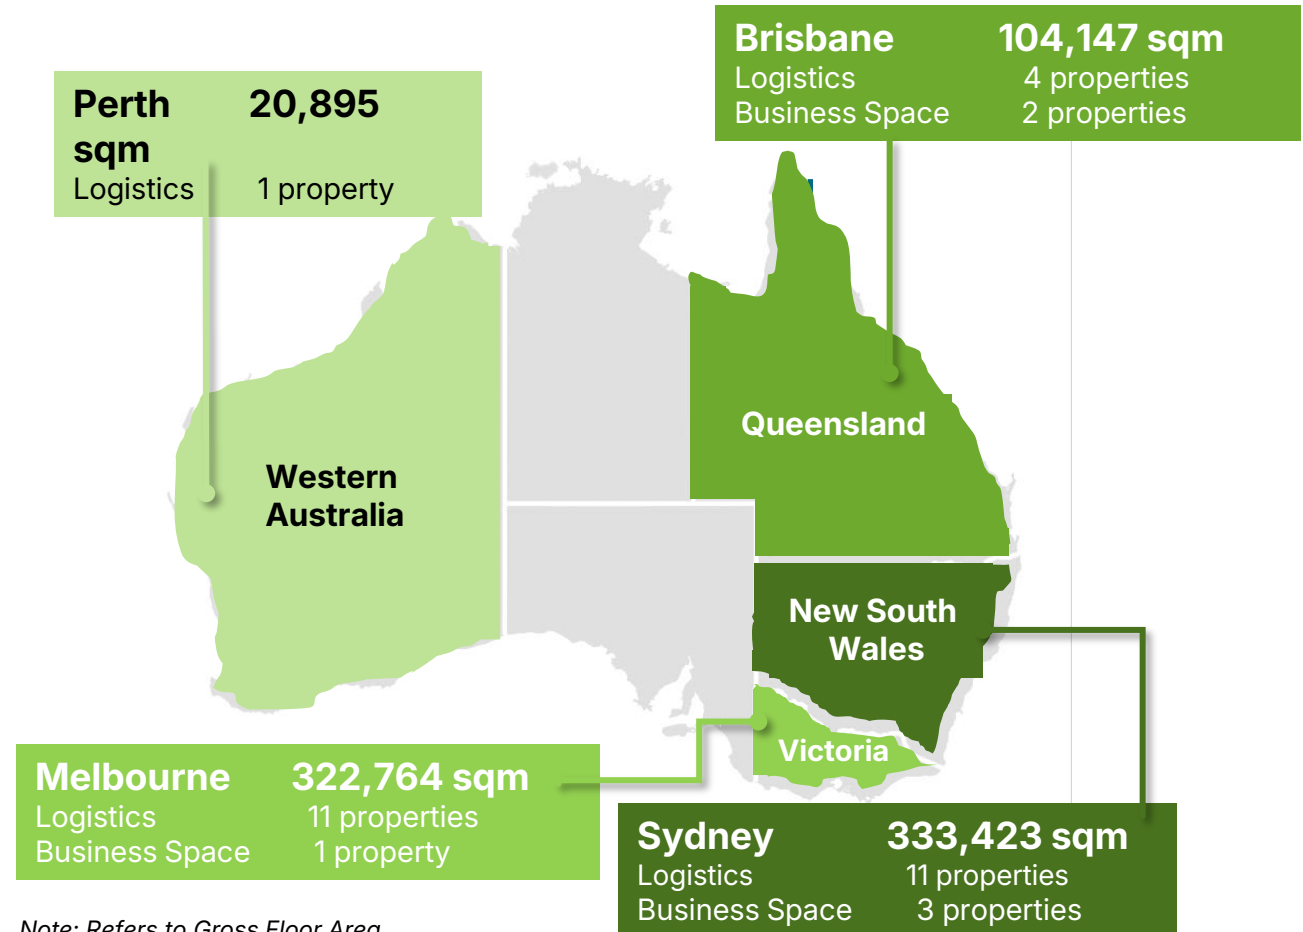 Brisbane 104,147 sqm
Logistics 4 properties
Business Space 2 properties
Perth 20,895
sqm
Logistics 1 property
Queensland
Western
Australia
New South
Wales
Victoria
Melbourne 322,764 sqm
Logistics 11 properties
Business Space 1 property
Sydney 333,423 sqm
Logistics 11 properties
Business Space 3 properties
Note: Refers to Gross Floor Area